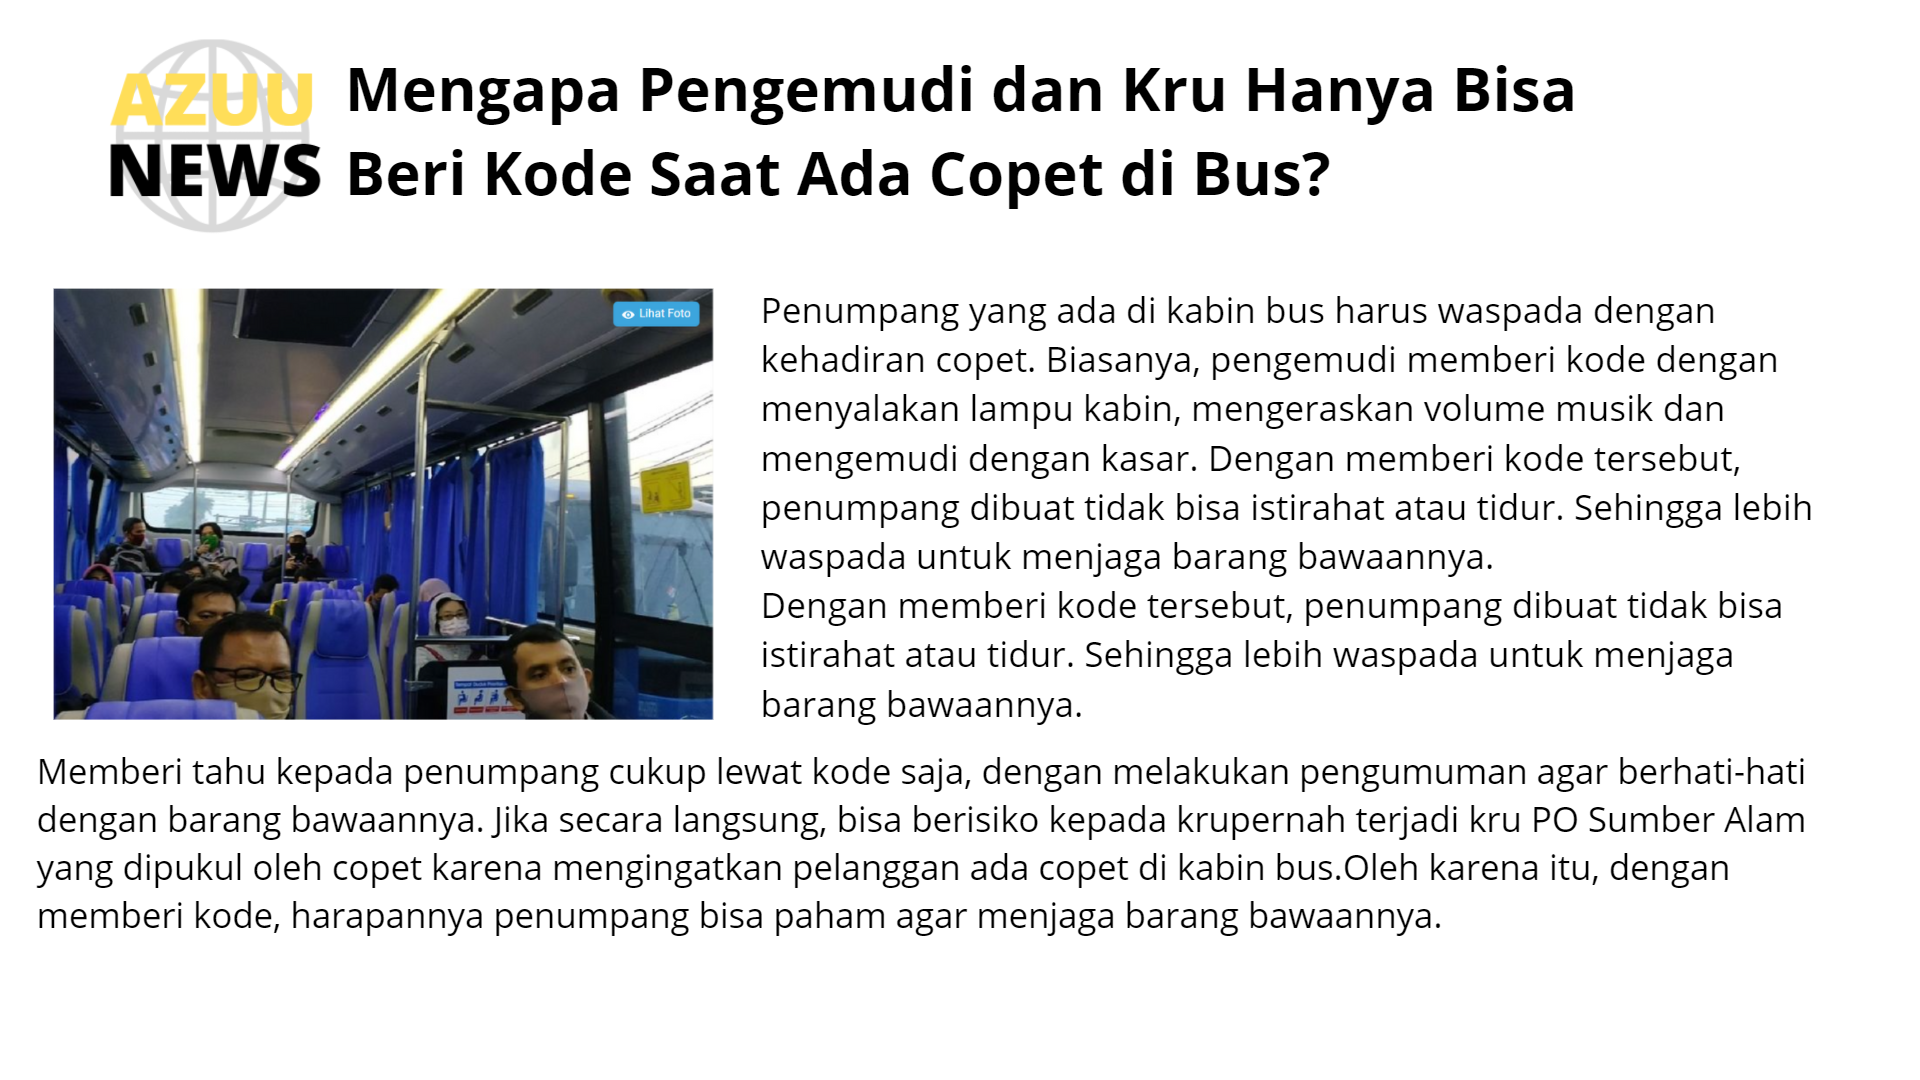 AZUU
NEWS
Mengapa Pengemudi dan Kru Hanya Bisa
Beri Kode Saat Ada Copet di Bus?
Lihat Foto
Penumpang yang ada di kabin bus harus waspada dengan
kehadiran copet. Biasanya, pengemudi memberi kode dengan
menyalakan lampu kabin, mengeraskan volume musik dan
mengemudi dengan kasar. Dengan memberi kode tersebut,
penumpang dibuat tidak bisa istirahat atau tidur. Sehingga lebih
waspada untuk menjaga barang bawaannya.
Dengan memberi kode tersebut, penumpang dibuat tidak bisa
istirahat atau tidur. Sehingga lebih waspada untuk menjaga
barang bawaannya.
Memberi tahu kepada penumpang cukup lewat kode saja, dengan melakukan pengumuman agar berhati-hati
dengan barang bawaannya. Jika secara langsung, bisa berisiko kepada krupernah terjadi kru PO Sumber Alam
yang dipukul oleh copet karena mengingatkan pelanggan ada copet di kabin bus.Oleh karena itu, dengan
memberi kode, harapannya penumpang bisa paham agar menjaga barang bawaannya.